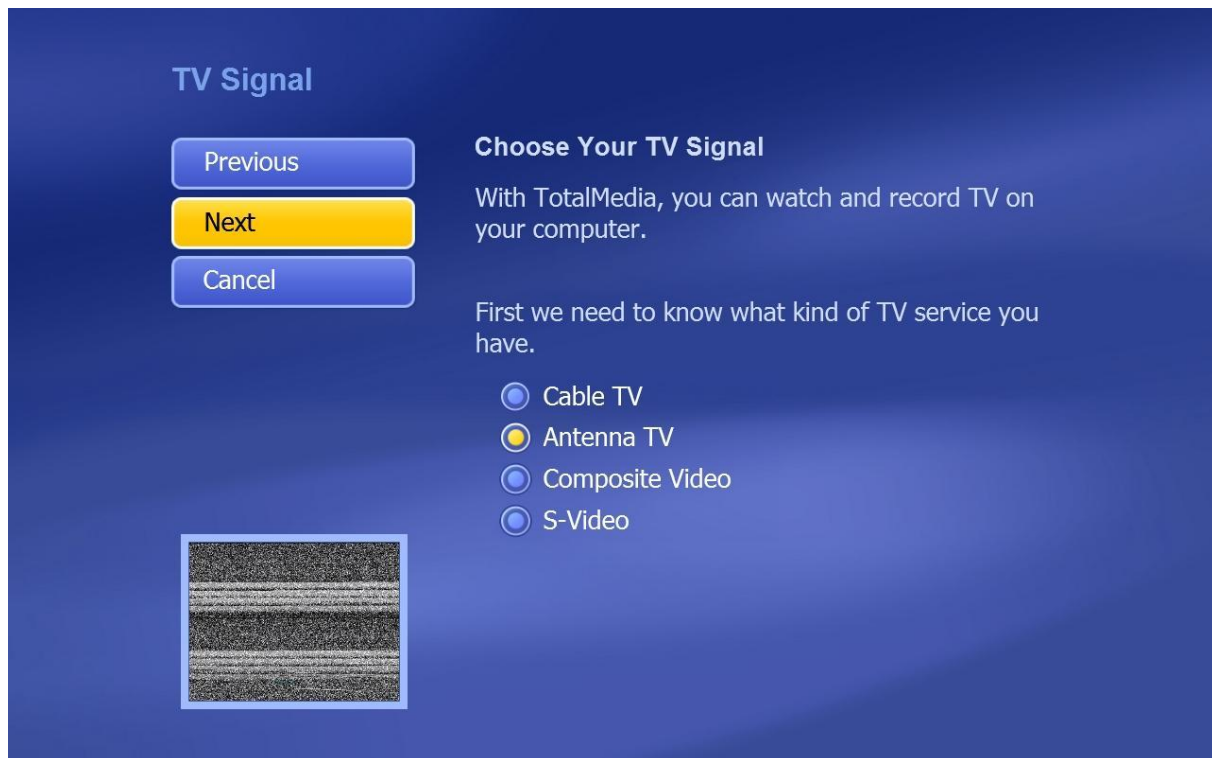 TV Signal
Previous
Next
Cancel
Choose Your TV Signal
With TotalMedia, you can watch and record TV on
your computer.
First we need to know what kind of TV service you
have.
Cable TV
Antenna TV
Composite Video
S-Video